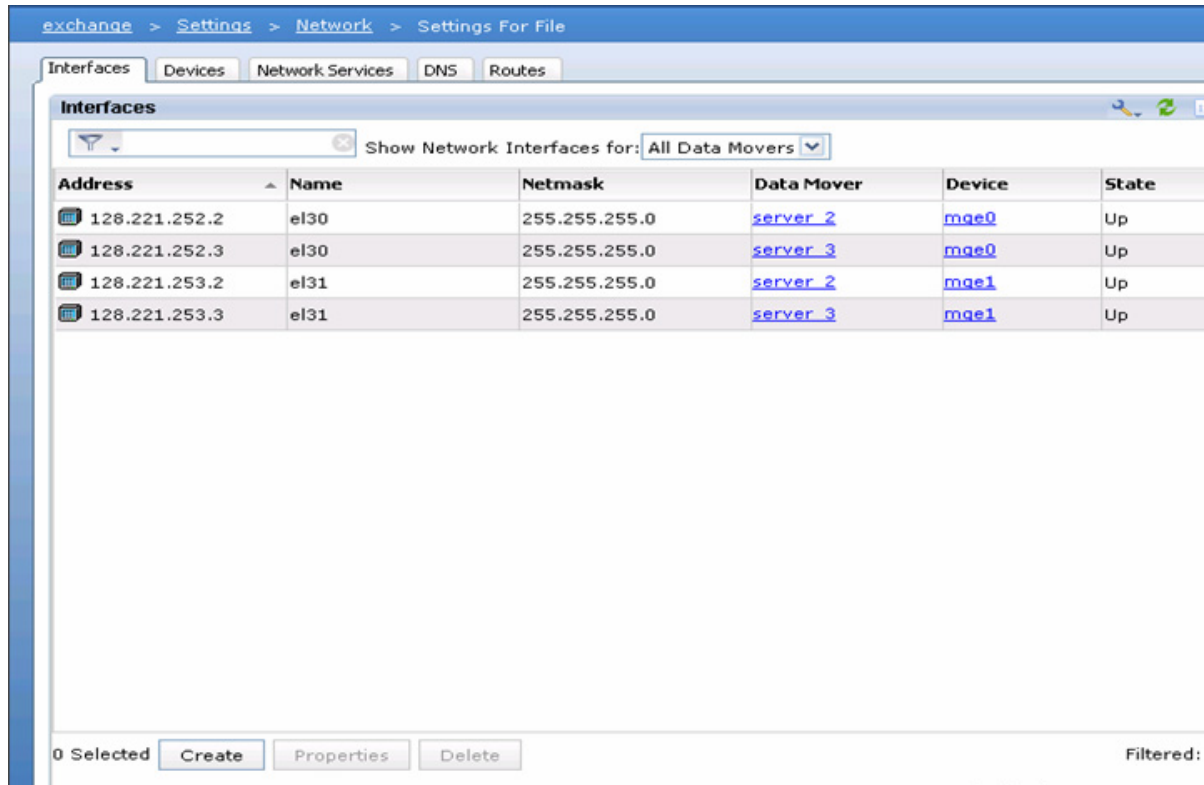 exchange > Settings > Network > Settings For File
Interfaces Devices Network Services DNS Routes
Interfaces
Show Network Interfaces for: All Data Movers
Address Name Netmask Data Mover Device State
128.221.252.2 el30 255.255.255.0 server_2 mge0 Up
128.221.252.3 el30 255.255.255.0 server_3 mge0 Up
128.221.253.2 el31 255.255.255.0 server_2 mge1 Up
128.221.253.3 el31 255.255.255.0 server_3 mge1 Up
0 Selected Create Properties Delete Filtered: